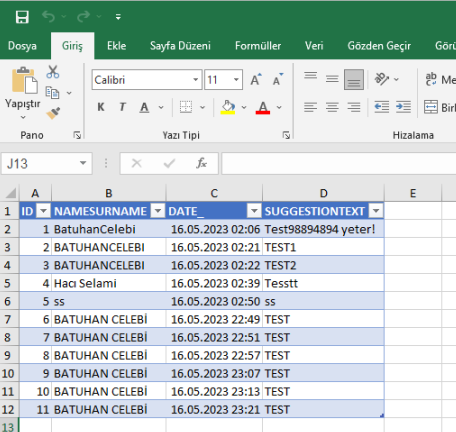 Dosya Giriş Ekle Sayfa Düzeni Formüller Veri Gözden Geçir
Calibri 11
Yapıştır K T A A
Pano Yazı Tipi Hizalama
J13 fx
A B C D E
1 ID NAMESURNAME DATE_ SUGGESTIONTEXT
2 1 BatuhanCelebi 16.05.2023 02:06 Test98894894 yeter!
3 2 BATUHANCELEBI 16.05.2023 02:21 TEST1
4 3 BATUHANCELEBI 16.05.2023 02:22 TEST2
5 4 Hacı Selami 16.05.2023 02:39 Tesstt
6 5 ss 16.05.2023 02:50 ss
7 6 BATUHAN CELEBİ 16.05.2023 22:49 TEST
8 7 BATUHAN CELEBİ 16.05.2023 22:51 TEST
9 8 BATUHAN CELEBİ 16.05.2023 22:57 TEST
10 9 BATUHAN CELEBİ 16.05.2023 23:07 TEST
11 10 BATUHAN CELEBİ 16.05.2023 23:13 TEST
12 11 BATUHAN CELEBİ 16.05.2023 23:21 TEST
13